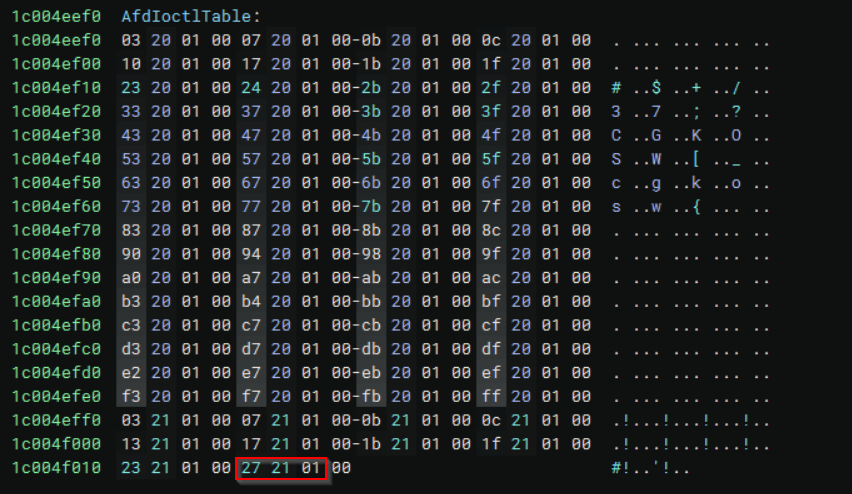 1c004eef0 AfdIoctlTable:
1c004eef0 03 20 01 00 07 20 01 00-0b 20 01 00 0c 20 01 00 . ... ... ... ..
1c004ef00 10 20 01 00 17 20 01 00-1b 20 01 00 1f 20 01 00 . ... ... ... ..
1c004ef10 23 20 01 00 24 20 01 00-2b 20 01 00 2f 20 01 00 # ..$ ..+ ../ ..
1c004ef20 33 20 01 00 37 20 01 00-3b 20 01 00 3f 20 01 00 3 ..7 ..; ..? ..
1c004ef30 43 20 01 00 47 20 01 00-4b 20 01 00 4f 20 01 00 C ..G ..K ..O ..
1c004ef40 53 20 01 00 57 20 01 00-5b 20 01 00 5f 20 01 00 S ..W ..[ .._ ..
1c004ef50 63 20 01 00 67 20 01 00-6b 20 01 00 6f 20 01 00 c ..g ..k ..o ..
1c004ef60 73 20 01 00 77 20 01 00-7b 20 01 00 7f 20 01 00 s ..w ..{ ... ..
1c004ef70 83 20 01 00 87 20 01 00-8b 20 01 00 8c 20 01 00 . ... ... ... ..
1c004ef80 90 20 01 00 94 20 01 00-98 20 01 00 9f 20 01 00 . ... ... ... ..
1c004ef90 a0 20 01 00 a7 20 01 00-ab 20 01 00 ac 20 01 00 . ... ... ... ..
1c004efa0 b3 20 01 00 b4 20 01 00-bb 20 01 00 bf 20 01 00 . ... ... ... ..
1c004efb0 c3 20 01 00 c7 20 01 00-cb 20 01 00 cf 20 01 00 . ... ... ... ..
1c004efc0 d3 20 01 00 d7 20 01 00-db 20 01 00 df 20 01 00 . ... ... ... ..
1c004efd0 e2 20 01 00 e7 20 01 00-eb 20 01 00 ef 20 01 00 . ... ... ... ..
1c004efe0 f3 20 01 00 f7 20 01 00-fb 20 01 00 ff 20 01 00 . ... ... ... ..
1c004eff0 03 21 01 00 07 21 01 00-0b 21 01 00 0c 21 01 00 .!...!...!...!..
1c004f000 13 21 01 00 17 21 01 00-1b 21 01 00 1f 21 01 00 .!...!...!...!..
1c004f010 23 21 01 00 27 21 01 00 #!..'!..